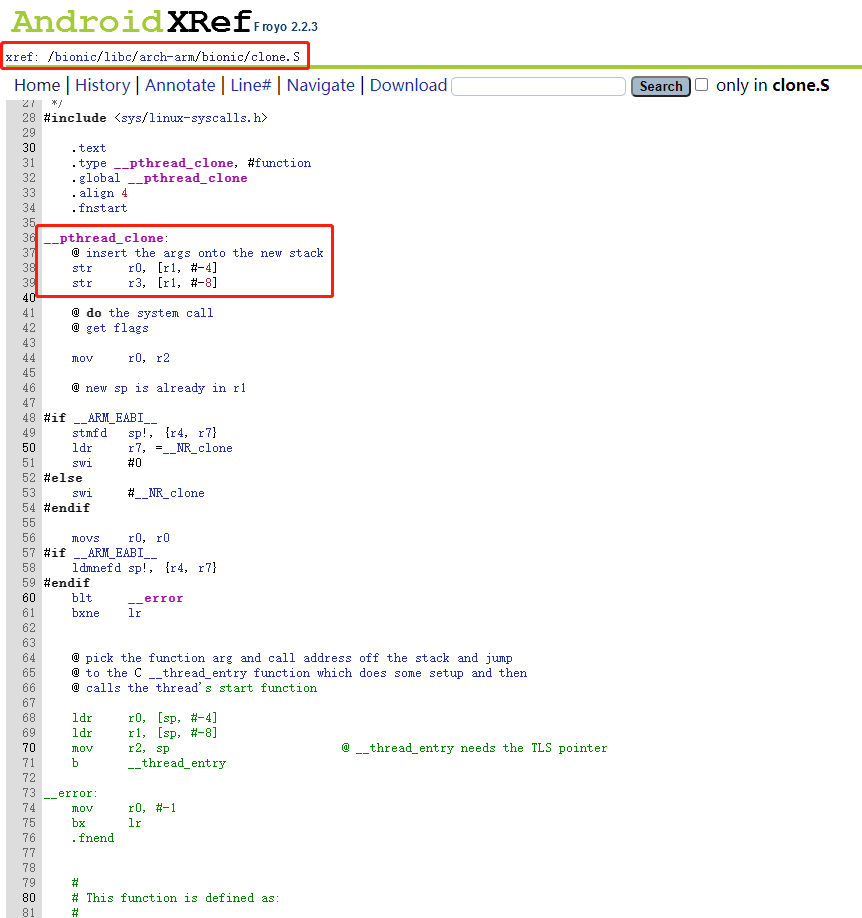 AndroidXRef Froyo 2.2.3
xref: /bionic/libc/arch-arm/bionic/clone.S
Home | History | Annotate | Line# | Navigate | Download Search only in clone.S
27 */
28 #include <sys/linux-syscalls.h>
29
30 .text
31 .type __pthread_clone, #function
32 .global __pthread_clone
33 .align 4
34 .fnstart
35
36 __pthread_clone:
37 @ insert the args onto the new stack
38 str r0, [r1, #-4]
39 str r3, [r1, #-8]
40
41 @ do the system call
42 @ get flags
43
44 mov r0, r2
45
46 @ new sp is already in r1
47
48 #if __ARM_EABI__
49 stmfd sp!, {r4, r7}
50 ldr r7, =__NR_clone
51 swi #0
52 #else
53 swi #__NR_clone
54 #endif
55
56 movs r0, r0
57 #if __ARM_EABI__
58 ldmnefd sp!, {r4, r7}
59 #endif
60 blt __error
61 bxne lr
62
63
64 @ pick the function arg and call address off the stack and jump
65 @ to the C __thread_entry function which does some setup and then
66 @ calls the thread's start function
67
68 ldr r0, [sp, #-4]
69 ldr r1, [sp, #-8]
70 mov r2, sp @ __thread_entry needs the TLS pointer
71 b __thread_entry
72
73 __error:
74 mov r0, #-1
75 bx lr
76 .fnend
77
78
79 #
80 # This function is defined as:
81 #